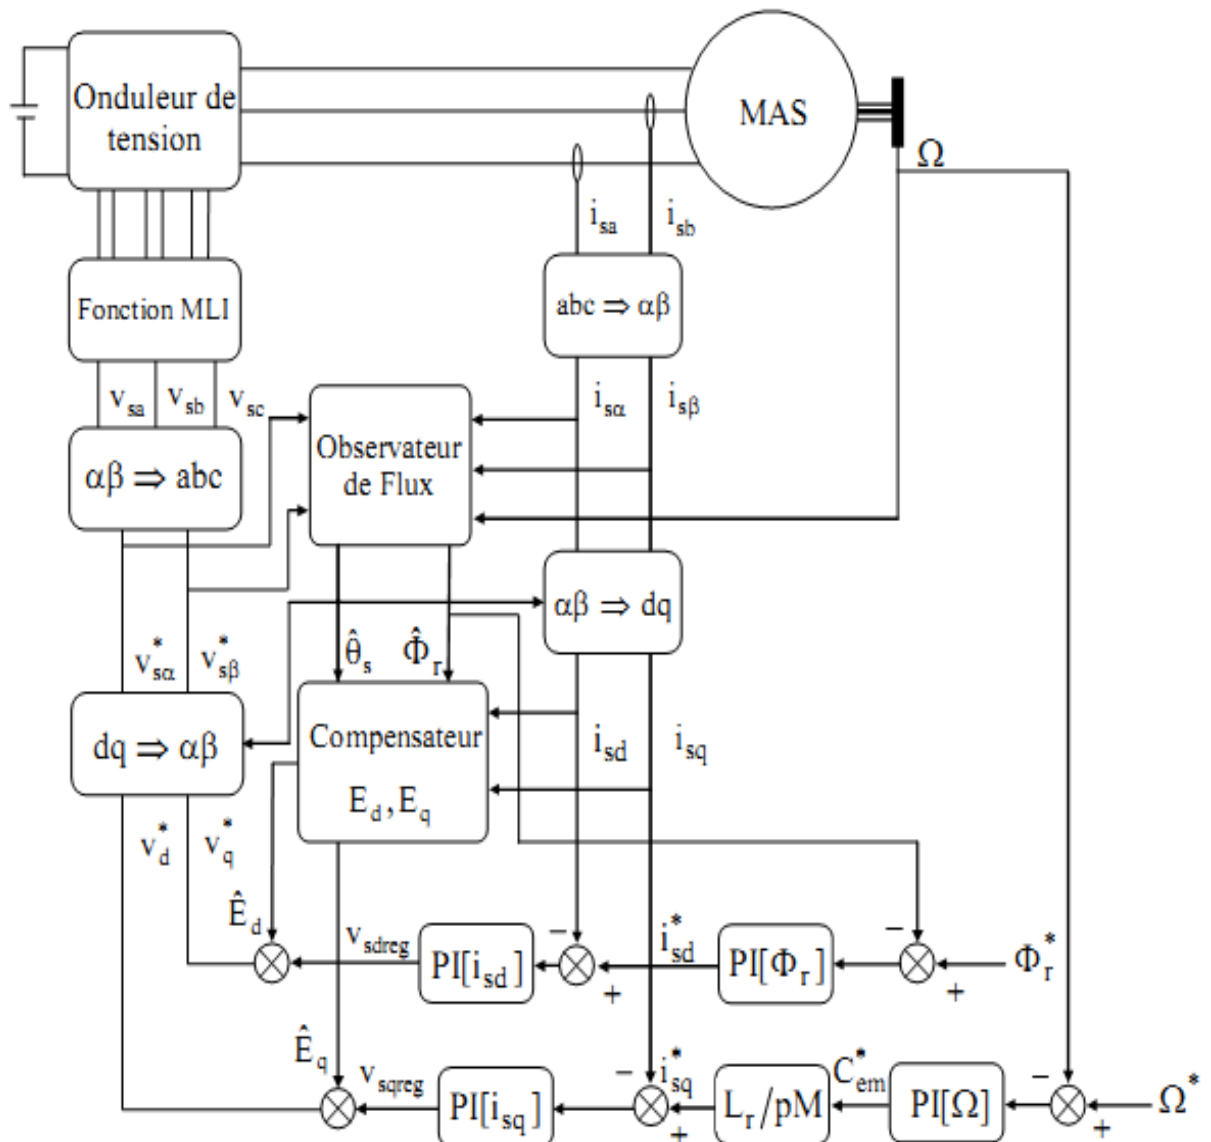 Onduleur de
tension
MAS
Ω
i_sa
i_sb
Fonction MLI
abc ⇒ αβ
v_sa
v_sb
v_sc
i_sα
i_sβ
αβ ⇒ abc
Observateur
de Flux
αβ ⇒ dq
v*_sα
v*_sβ
θ̂_s
Φ̂_r
dq ⇒ αβ
Compensateur
E_d, E_q
i_sd
i_sq
v*_d
v*_q
Ê_d
v_sdreg
PI[i_sd]
−
+
i*_sd
PI[Φ_r]
−
+
Φ*_r
Ê_q
v_sqreg
PI[i_sq]
−
+
i*_sq
L_r/pM
C*_em
PI[Ω]
−
+
Ω*